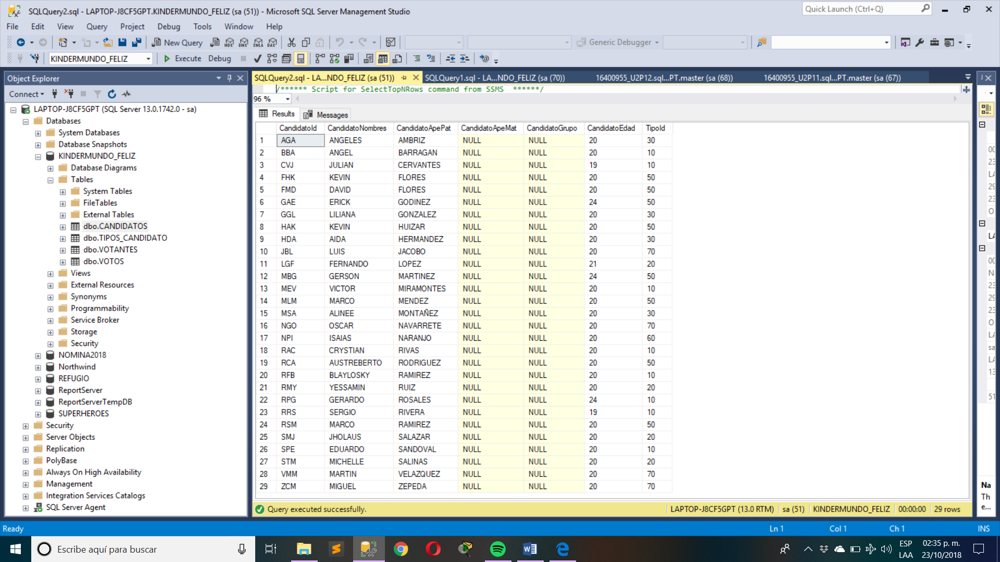 SQLQuery2.sql - LAPTOP-J8CF5GPT.KINDERMUNDO_FELIZ (sa (51)) - Microsoft SQL Server Management Studio
Quick Launch (Ctrl+Q)
File Edit View Query Project Debug Tools Window Help
New Query MDX DMX XMLA DAX Generic Debugger
KINDERMUNDO_FELIZ Execute Debug
Object Explorer
Connect
LAPTOP-J8CF5GPT (SQL Server 13.0.1742.0 - sa)
Databases
System Databases
Database Snapshots
KINDERMUNDO_FELIZ
Database Diagrams
Tables
System Tables
FileTables
External Tables
dbo.CANDIDATOS
dbo.TIPOS_CANDIDATO
dbo.VOTANTES
dbo.VOTOS
Views
External Resources
Synonyms
Programmability
Service Broker
Storage
Security
NOMINA2018
Northwind
REFUGIO
ReportServer
ReportServerTempDB
SUPERHEROES
Security
Server Objects
Replication
PolyBase
Always On High Availability
Management
Integration Services Catalogs
SQL Server Agent
SQLQuery2.sql - LA...NDO_FELIZ (sa (51)) SQLQuery1.sql - LA...NDO_FELIZ (sa (70)) 16400955_U2P12.sql...PT.master (sa (68)) 16400955_U2P11.sql...PT.master (sa (67))
/****** Script for SelectTopNRows command from SSMS ******/
96 %
Results Messages
CandidatoId CandidatoNombres CandidatoApePat CandidatoApeMat CandidatoGrupo CandidatoEdad TipoId
1 AGA ANGELES AMBRIZ NULL NULL 20 30
2 BBA ANGEL BARRAGAN NULL NULL 20 10
3 CVJ JULIAN CERVANTES NULL NULL 19 10
4 FHK KEVIN FLORES NULL NULL 20 50
5 FMD DAVID FLORES NULL NULL 20 50
6 GAE ERICK GODINEZ NULL NULL 24 50
7 GGL LILIANA GONZALEZ NULL NULL 20 30
8 HAK KEVIN HUIZAR NULL NULL 20 50
9 HDA AIDA HERMANDEZ NULL NULL 20 30
10 JBL LUIS JACOBO NULL NULL 20 70
11 LGF FERNANDO LOPEZ NULL NULL 21 20
12 MBG GERSON MARTINEZ NULL NULL 24 50
13 MEV VICTOR MIRAMONTES NULL NULL 20 10
14 MLM MARCO MENDEZ NULL NULL 20 50
15 MSA ALINEE MONTAÑEZ NULL NULL 20 30
16 NGO OSCAR NAVARRETE NULL NULL 20 70
17 NPI ISAIAS NARANJO NULL NULL 20 60
18 RAC CRYSTIAN RIVAS NULL NULL 20 10
19 RCA AUSTREBERTO RODRIGUEZ NULL NULL 20 50
20 RFB BLAYLOSKY RAMIREZ NULL NULL 20 10
21 RMY YESSAMIN RUIZ NULL NULL 20 20
22 RPG GERARDO ROSALES NULL NULL 24 10
23 RRS SERGIO RIVERA NULL NULL 19 10
24 RSM MARCO RAMIREZ NULL NULL 20 50
25 SMJ JHOLAUS SALAZAR NULL NULL 20 20
26 SPE EDUARDO SANDOVAL NULL NULL 20 10
27 STM MICHELLE SALINAS NULL NULL 20 20
28 VMM MARTIN VELAZQUEZ NULL NULL 20 70
29 ZCM MIGUEL ZEPEDA NULL NULL 20 70
Query executed successfully. LAPTOP-J8CF5GPT (13.0 RTM) sa (51) KINDERMUNDO_FELIZ 00:00:00 29 rows
Na
Th
e...
Ready Ln 1 Col 1 Ch 1 INS
Escribe aquí para buscar
ESP
LAA
02:35 p. m.
23/10/2018